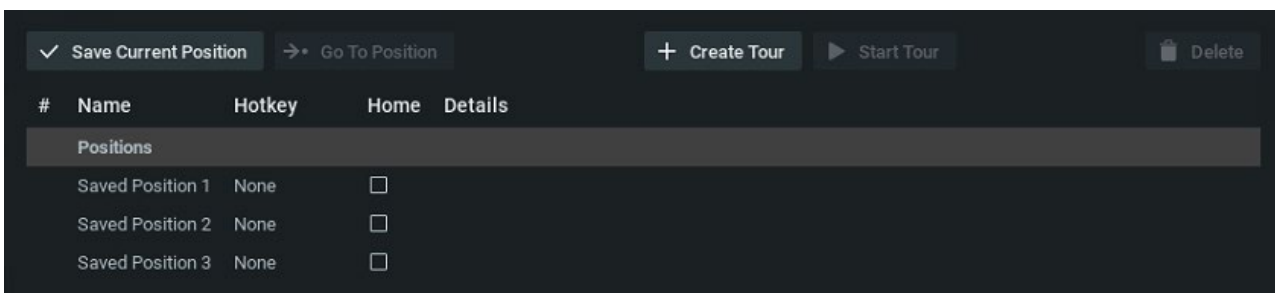 Save Current Position Go To Position Create Tour Start Tour Delete
# Name Hotkey Home Details
Positions
Saved Position 1 None
Saved Position 2 None
Saved Position 3 None